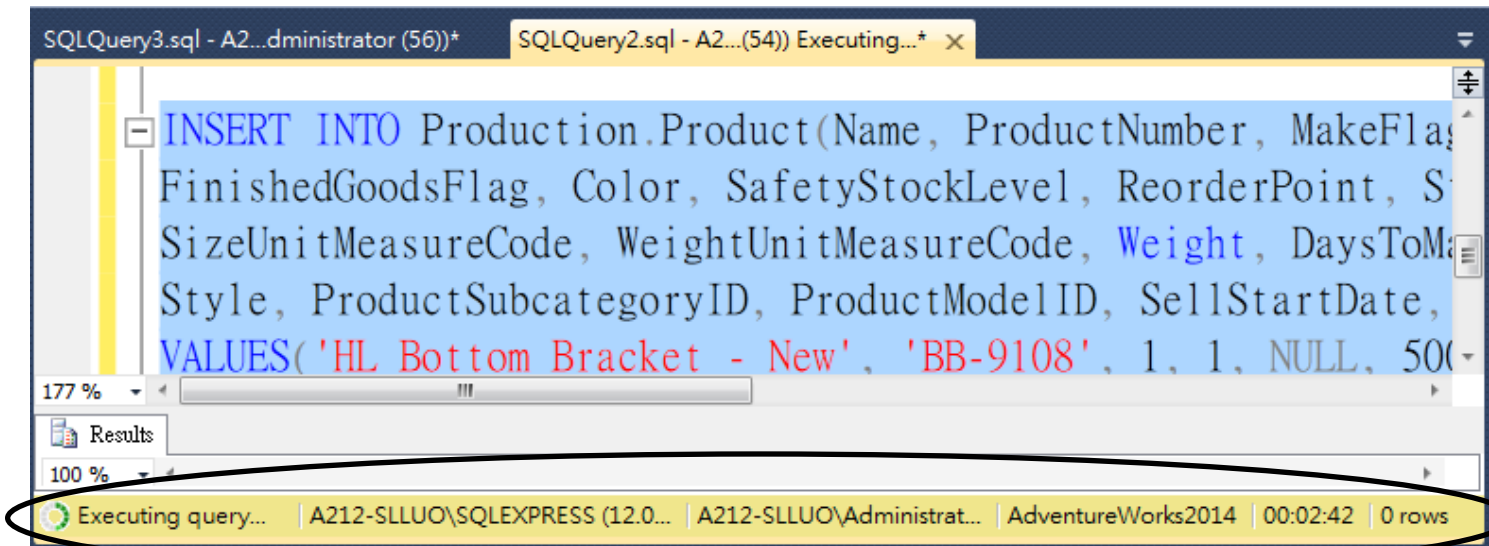 SQLQuery3.sql - A2...dministrator (56))* SQLQuery2.sql - A2...(54)) Executing...*
INSERT INTO Production.Product(Name, ProductNumber, MakeFlag
FinishedGoodsFlag, Color, SafetyStockLevel, ReorderPoint, S
SizeUnitMeasureCode, WeightUnitMeasureCode, Weight, DaysToMa
Style, ProductSubcategoryID, ProductModelID, SellStartDate,
VALUES('HL Bottom Bracket - New', 'BB-9108', 1, 1, NULL, 500
177 %
Results
100 %
Executing query... A212-SLLUO\SQLEXPRESS (12.0... A212-SLLUO\Administrat... AdventureWorks2014 00:02:42 0 rows